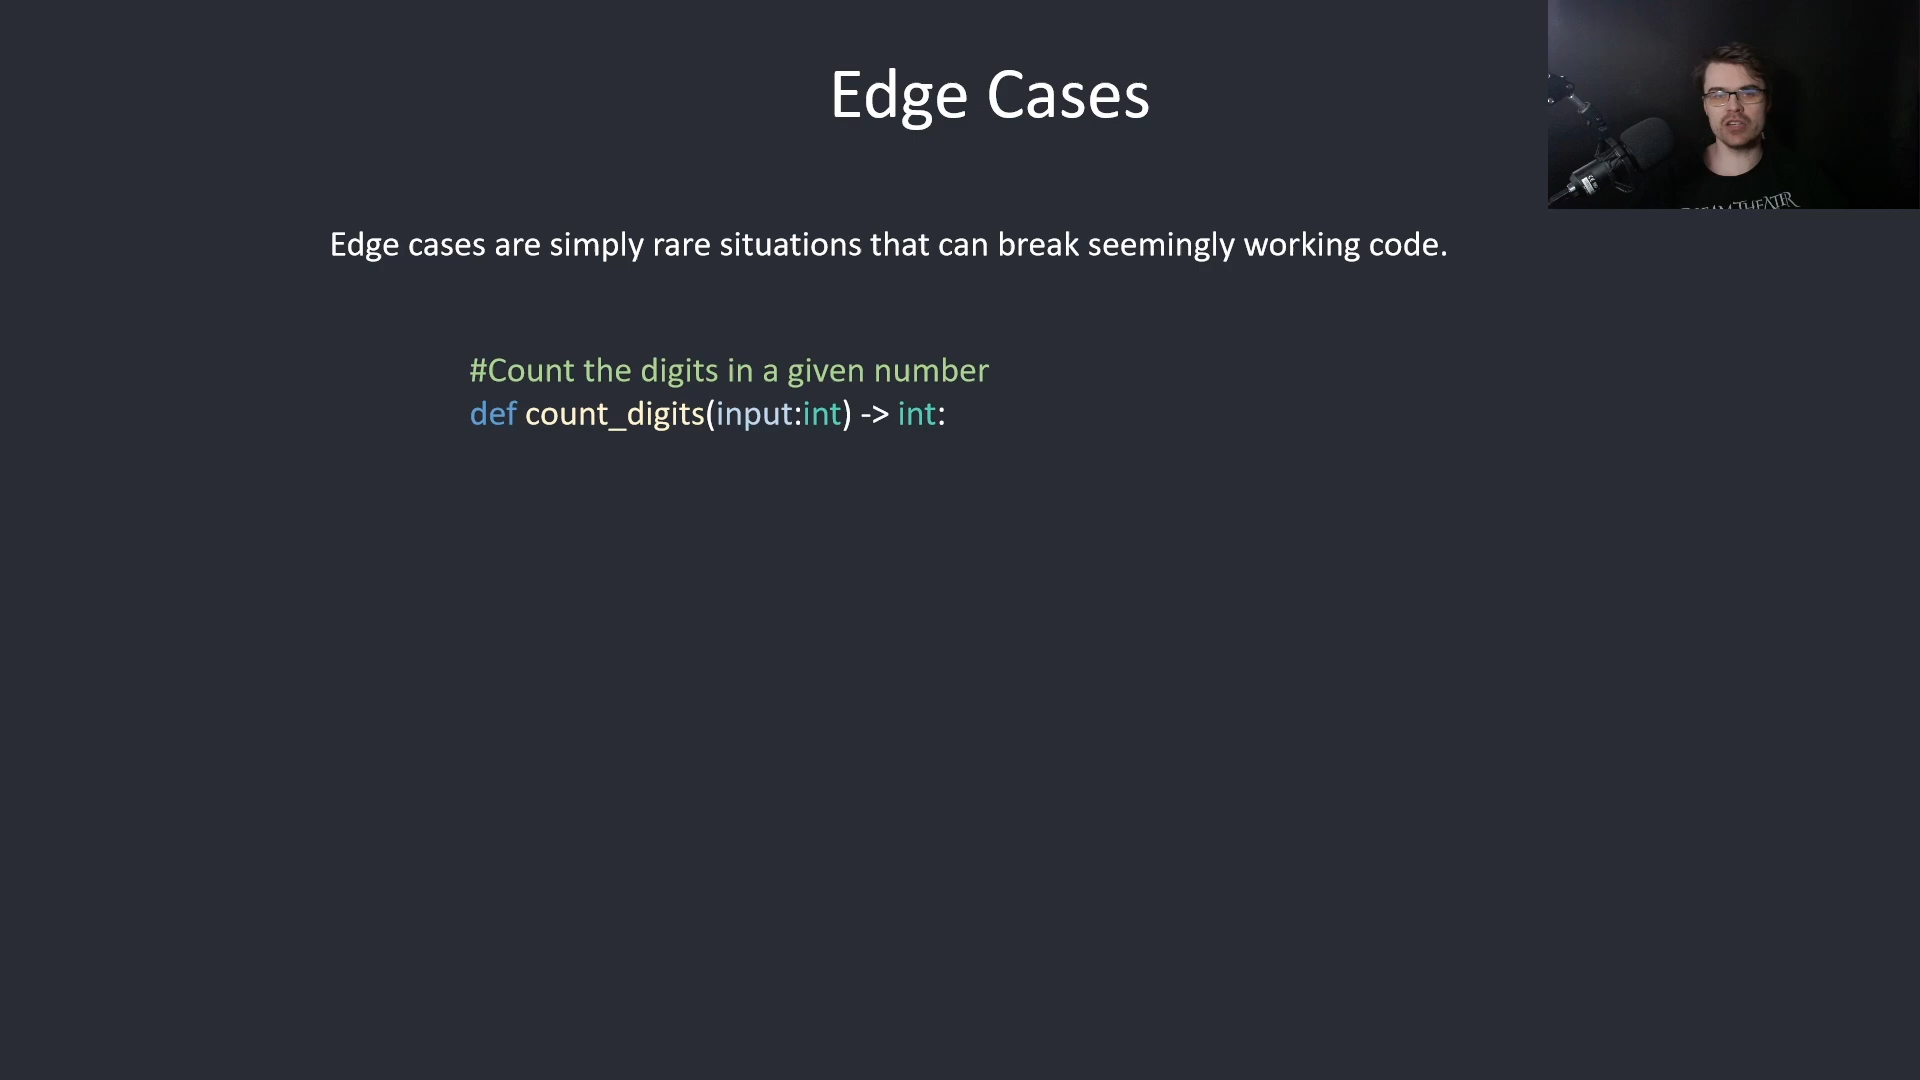 Edge Cases
Edge cases are simply rare situations that can break seemingly working code.
#Count the digits in a given number
def count_digits(input:int) -> int:
THEATER